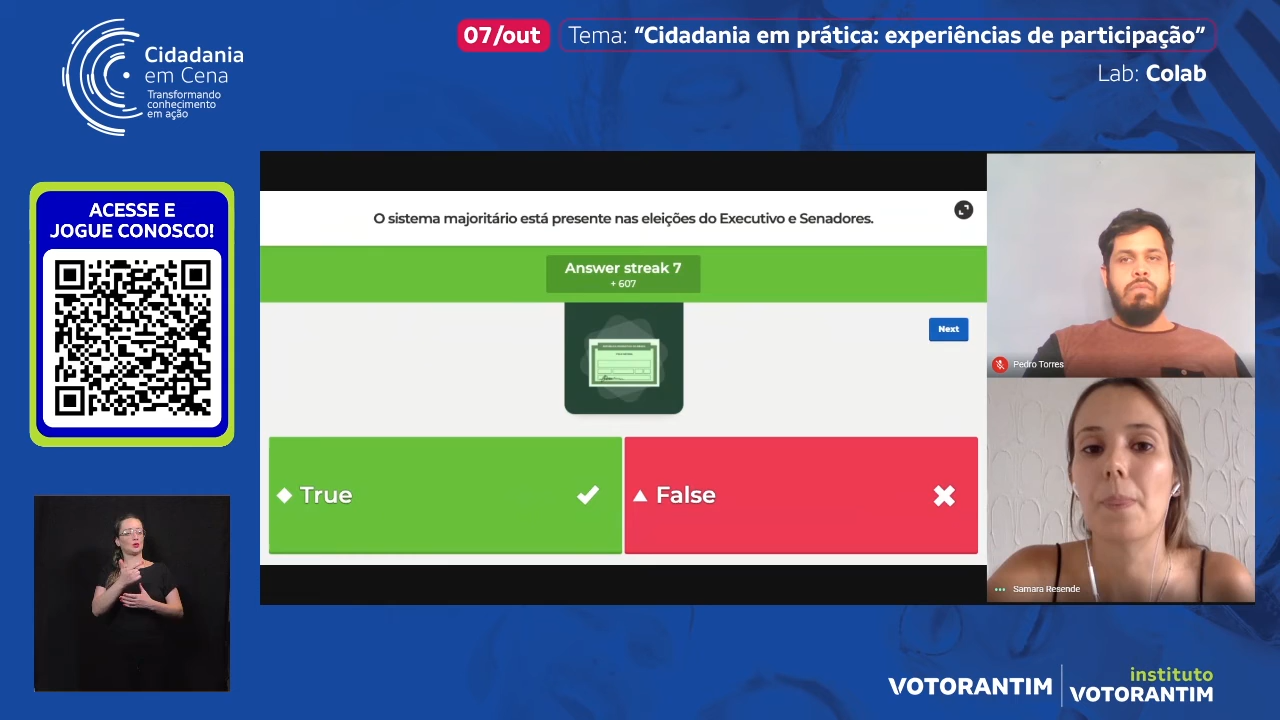 Cidadania
em Cena
Transformando
conhecimento
em ação
07/out
Tema: “Cidadania em prática: experiências de participação”
Lab: Colab
ACESSE E
JOGUE CONOSCO!
O sistema majoritário está presente nas eleições do Executivo e Senadores.
Answer streak 7
+ 607
Next
True
False
Pedro Torres
Samara Resende
VOTORANTIM
instituto
VOTORANTIM